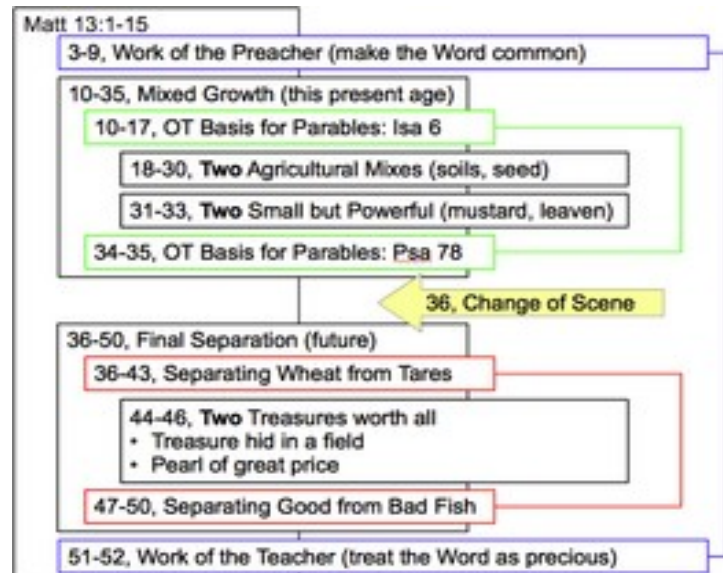 Matt 13:1-15
3-9, Work of the Preacher (make the Word common)
10-35, Mixed Growth (this present age)
10-17, OT Basis for Parables: Isa 6
18-30, Two Agricultural Mixes (soils, seed)
31-33, Two Small but Powerful (mustard, leaven)
34-35, OT Basis for Parables: Psa 78
36, Change of Scene
36-50, Final Separation (future)
36-43, Separating Wheat from Tares
44-46, Two Treasures worth all
• Treasure hid in a field
• Pearl of great price
47-50, Separating Good from Bad Fish
51-52, Work of the Teacher (treat the Word as precious)